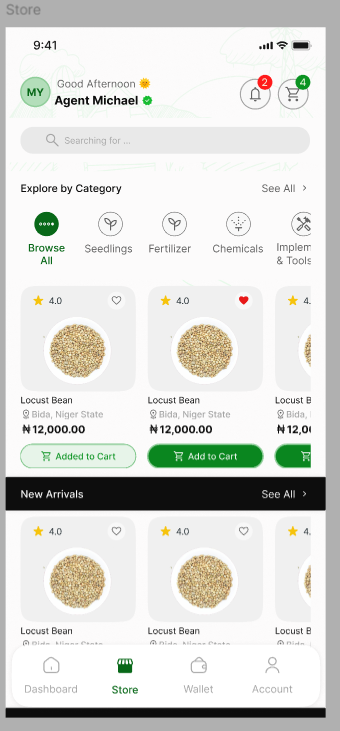 Store
9:41
MY
Good Afternoon 🌞
Agent Michael
2
4
Searching for ...
Explore by Category
See All >
Browse All
Seedlings
Fertilizer
Chemicals
Implem
& Tools
4.0
4.0
4.
Locust Bean
Locust Bean
Locust B
Bida, Niger State
Bida, Niger State
Bida, N
₦12,000.00
₦12,000.00
₦12,00
Added to Cart
Add to Cart
New Arrivals
See All >
4.0
4.0
4.
Locust Bean
Locust Bean
Locust B
Bida, Niger State
Bida, Niger State
Bida, N
Dashboard
Store
Wallet
Account